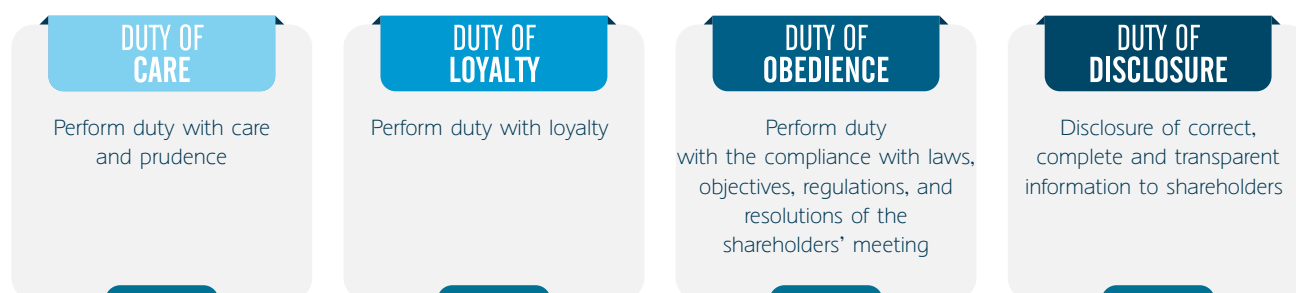 DUTY OF
CARE
Perform duty with care
and prudence
DUTY OF
LOYALTY
Perform duty with loyalty
DUTY OF
OBEDIENCE
Perform duty
with the compliance with laws,
objectives, regulations, and
resolutions of the
shareholders’ meeting
DUTY OF
DISCLOSURE
Disclosure of correct,
complete and transparent
information to shareholders